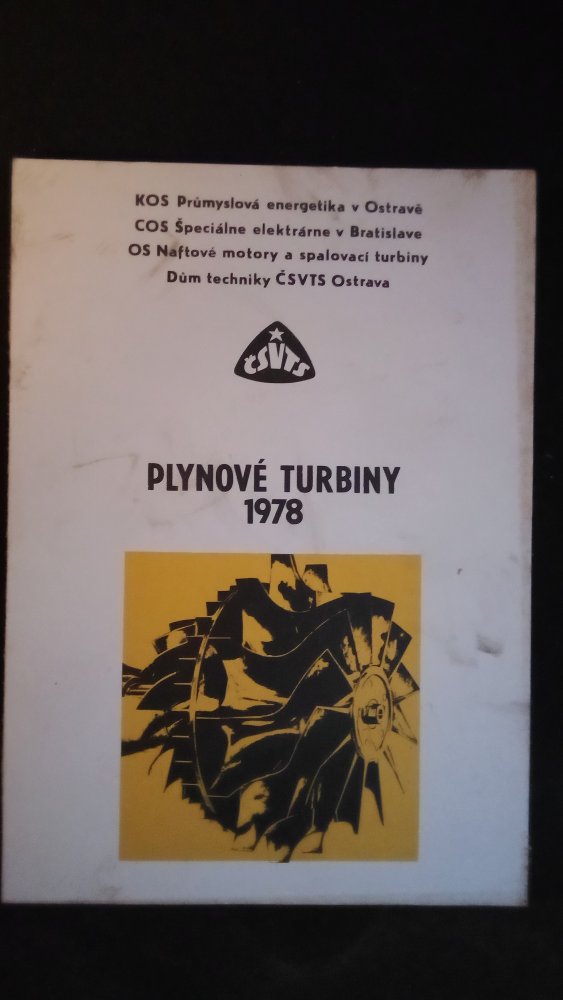 KOS Průmyslová energetika v Ostravě
COS Špeciálne elektrárne v Bratislave
OS Naftové motory a spalovací turbiny
Dům techniky ČSVTS Ostrava
ČSVTS
PLYNOVÉ TURBINY
1978